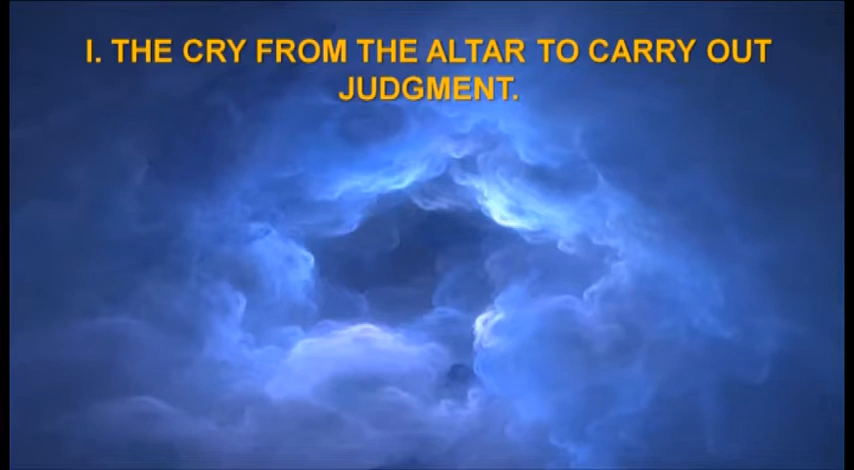 I. THE CRY FROM THE ALTAR TO CARRY OUT
JUDGMENT.